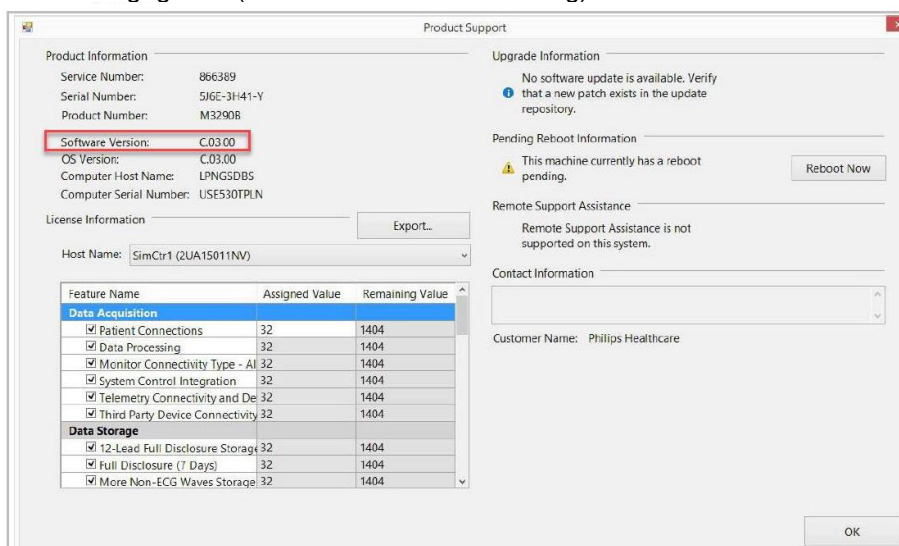 Product Support
Product Information
Service Number: 866389
Serial Number: 5J6E-3H41-Y
Product Number: M3290B
Software Version: C.03.00
OS Version: C.03.00
Computer Host Name: LPNGSDBS
Computer Serial Number: USE530TPLN
License Information
Export...
Host Name: SimCtr1 (2UA15011NV)
Feature Name Assigned Value Remaining Value
Data Acquisition
Patient Connections 32 1404
Data Processing 32 1404
Monitor Connectivity Type - Al 32 1404
System Control Integration 32 1404
Telemetry Connectivity and De 32 1404
Third Party Device Connectivity 32 1404
Data Storage
12-Lead Full Disclosure Storage 32 1404
Full Disclosure (7 Days) 32 1404
More Non-ECG Waves Storage 32 1404
Upgrade Information
No software update is available. Verify
that a new patch exists in the update
repository.
Pending Reboot Information
This machine currently has a reboot
pending.
Reboot Now
Remote Support Assistance
Remote Support Assistance is not
supported on this system.
Contact Information
Customer Name: Philips Healthcare
OK